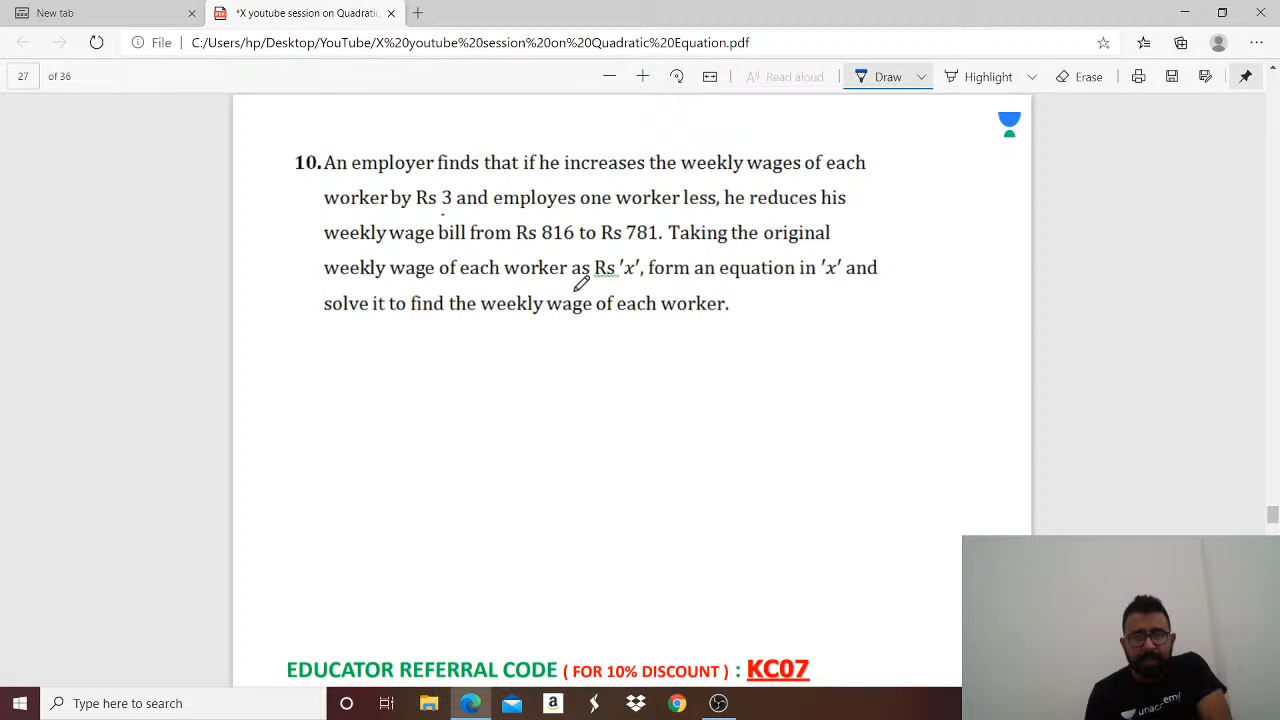 New tab
*X youtube session on Quadratic
File
C:/Users/hp/Desktop/YouTube/X%20youtube%20session%20on%20Quadratic%20Equation.pdf
27 of 36
Read aloud
Draw
Highlight
Erase
10. An employer finds that if he increases the weekly wages of each
worker by Rs 3 and employes one worker less, he reduces his
weekly wage bill from Rs 816 to Rs 781. Taking the original
weekly wage of each worker as Rs ′x′, form an equation in ′x′ and
solve it to find the weekly wage of each worker.
EDUCATOR REFERRAL CODE ( FOR 10% DISCOUNT ) : KC07
unacademy
Type here to search